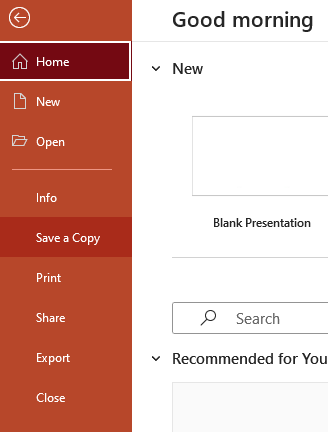 Good morning
Home
New
Open
Info
Save a Copy
Print
Share
Export
Close
New
Blank Presentation
Search
Recommended for You